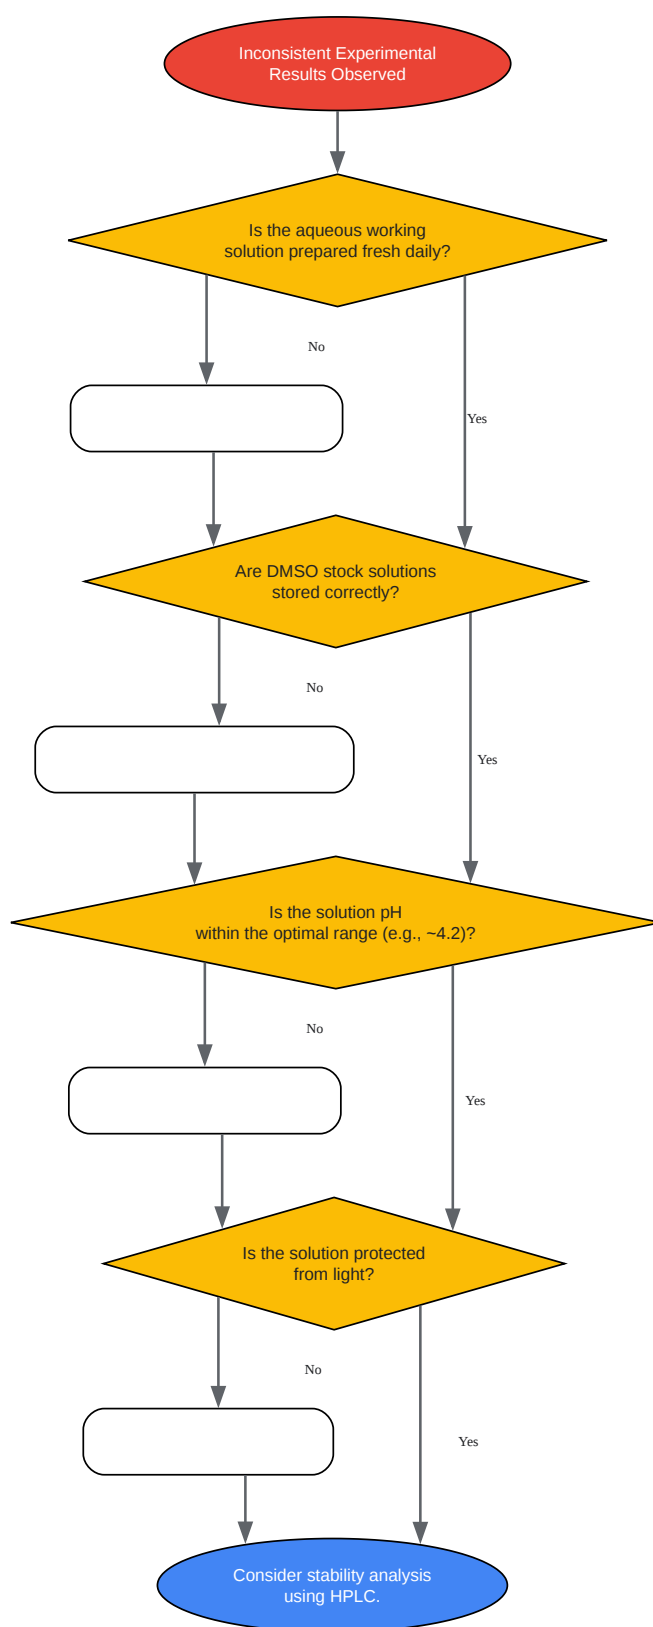 Inconsistent Experimental
Results Observed
Is the aqueous working
solution prepared fresh daily?
No
Yes
Are DMSO stock solutions
stored correctly?
No
Yes
Is the solution pH
within the optimal range (e.g., ~4.2)?
No
Yes
Is the solution protected
from light?
No
Yes
Consider stability analysis
using HPLC.